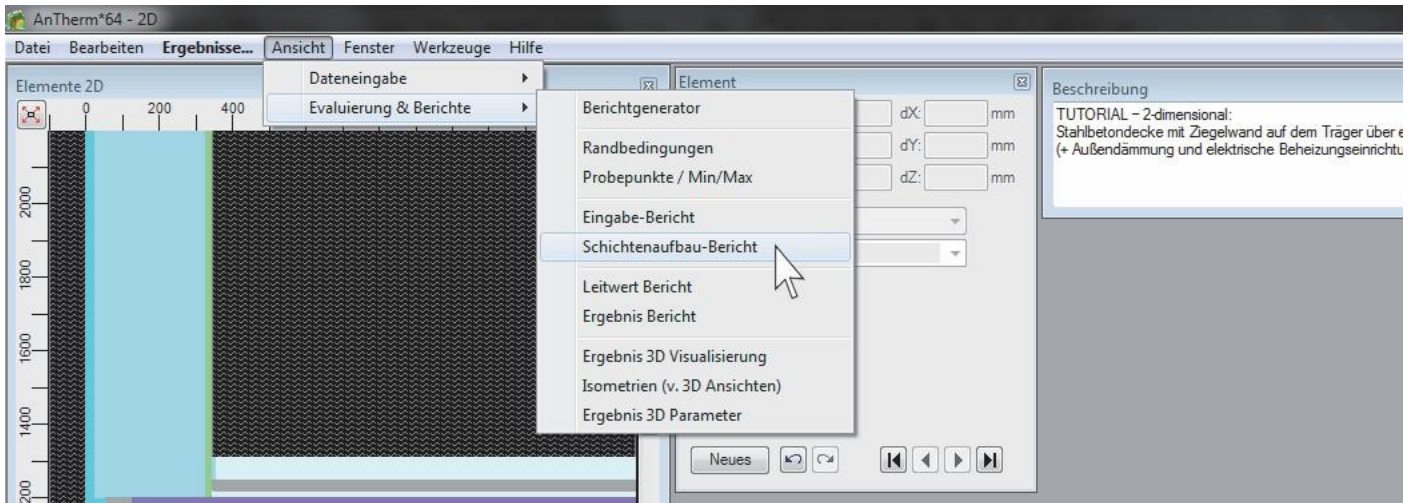 AnTherm*64 - 2D
Datei Bearbeiten Ergebnisse... Ansicht Fenster Werkzeuge Hilfe
Elemente 2D
0 200 400
2000
1800
1600
1400
Dateneingabe
Evaluierung & Berichte
Berichtgenerator
Randbedingungen
Probepunkte / Min/Max
Eingabe-Bericht
Schichtenaufbau-Bericht
Leitwert Bericht
Ergebnis Bericht
Ergebnis 3D Visualisierung
Isometrien (v. 3D Ansichten)
Ergebnis 3D Parameter
Element
dX: mm
dY: mm
dZ: mm
Neues
Beschreibung
TUTORIAL – 2-dimensional:
Stahlbetondecke mit Ziegelwand auf dem Träger über
(+ Außendämmung und elektrische